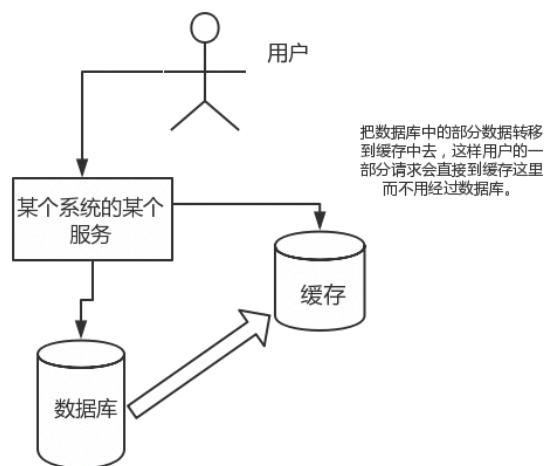 用户
把数据库中的部分数据转移
到缓存中去，这样用户的一
部分请求会直接到缓存这里
而不用经过数据库。
某个系统的某个
服务
缓存
数据库